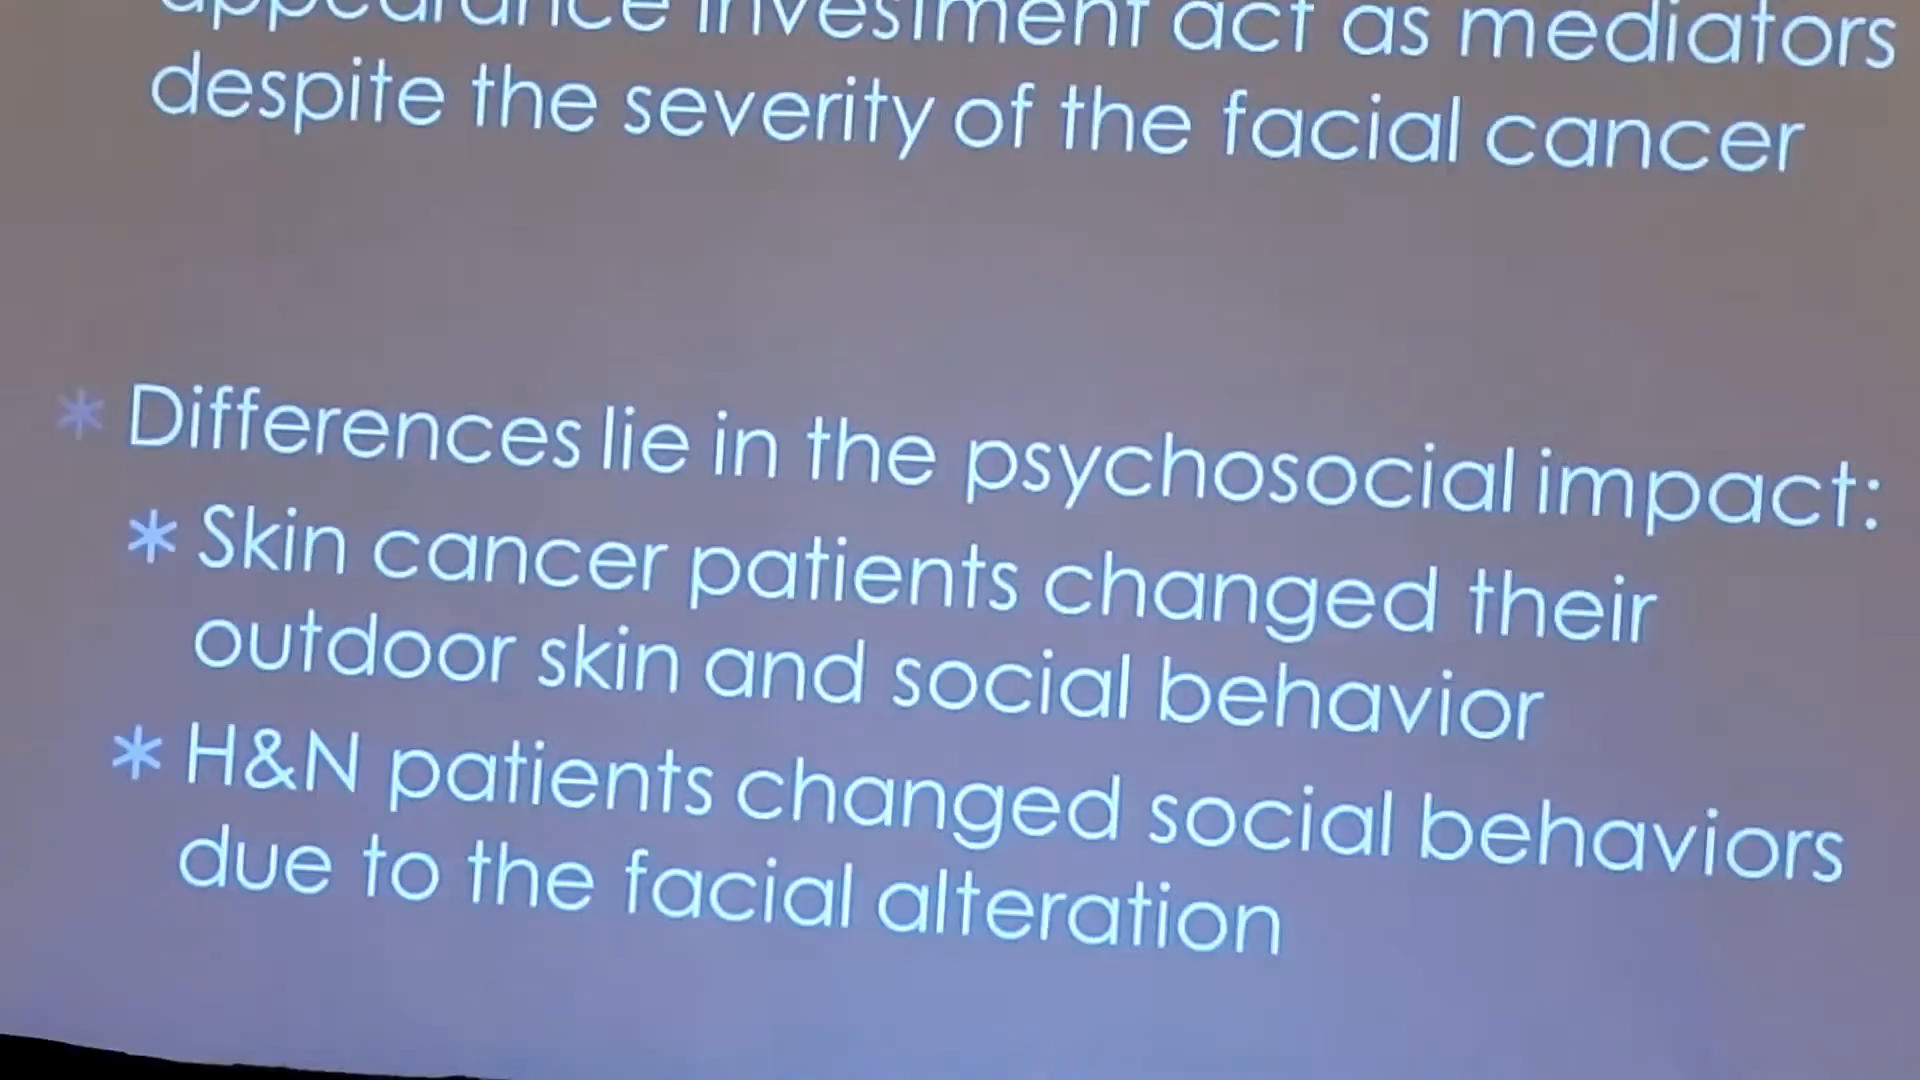 appearance investment act as mediators
despite the severity of the facial cancer
* Differences lie in the psychosocial impact:
* Skin cancer patients changed their
outdoor skin and social behavior
* H&N patients changed social behaviors
due to the facial alteration